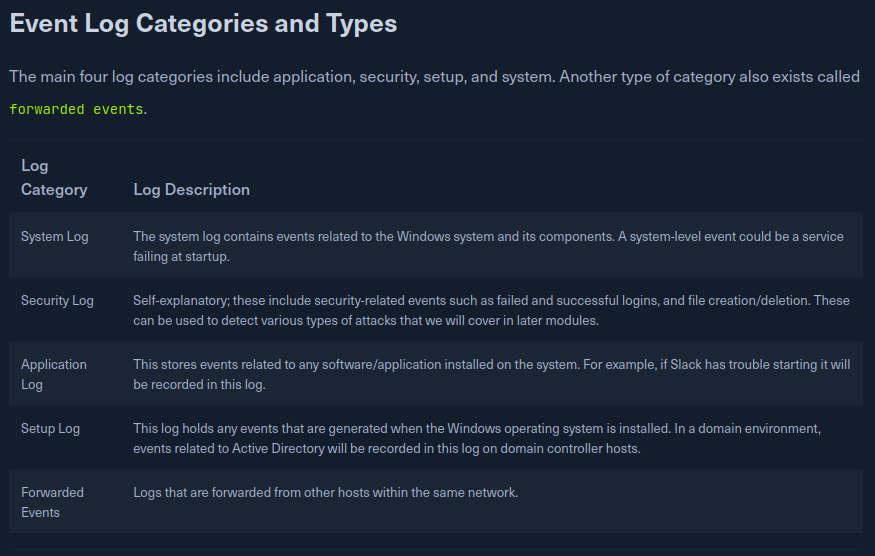 Event Log Categories and Types
The main four log categories include application, security, setup, and system. Another type of category also exists called
forwarded events.
Log
Category
Log Description
System Log
The system log contains events related to the Windows system and its components. A system-level event could be a service
failing at startup.
Security Log
Self-explanatory; these include security-related events such as failed and successful logins, and file creation/deletion. These
can be used to detect various types of attacks that we will cover in later modules.
Application
Log
This stores events related to any software/application installed on the system. For example, if Slack has trouble starting it will
be recorded in this log.
Setup Log
This log holds any events that are generated when the Windows operating system is installed. In a domain environment,
events related to Active Directory will be recorded in this log on domain controller hosts.
Forwarded
Events
Logs that are forwarded from other hosts within the same network.